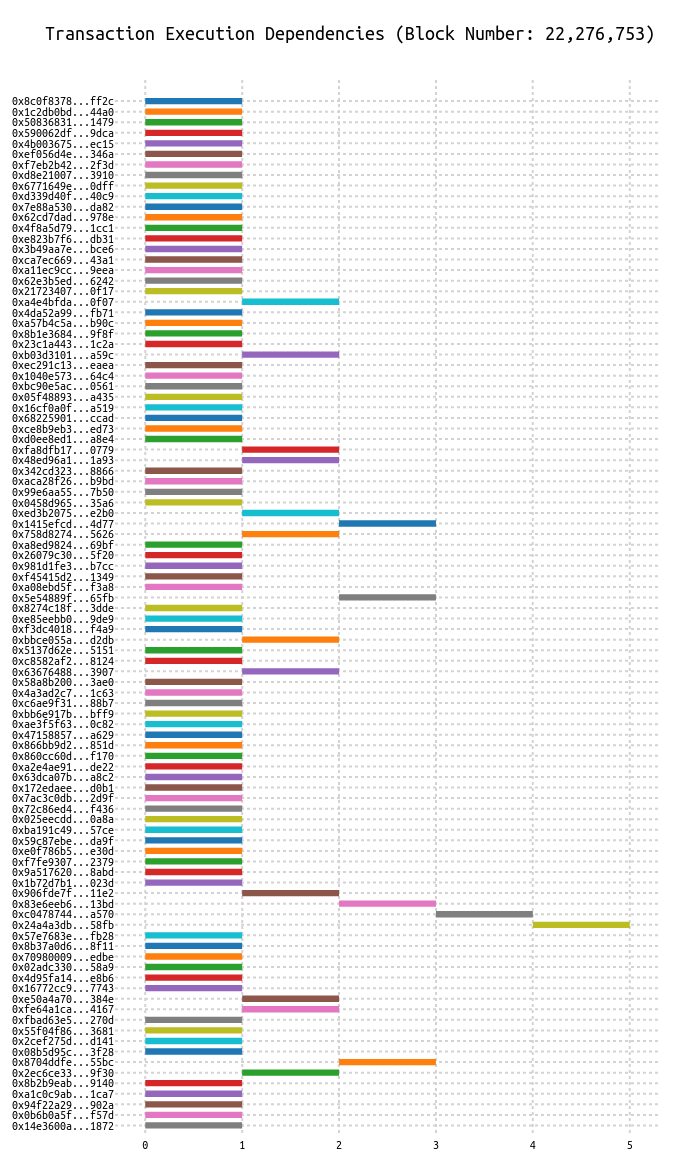 Transaction Execution Dependencies (Block Number: 22,276,753)
0x8c0f8378...ff2c
0x1c2db0bd...44a0
0x50836831...1479
0x590062df...9dca
0x4b003675...ec15
0xef056d4e...346a
0xf7eb2b42...2f3d
0xd8e21007...3910
0x6771649e...0dff
0xd339d40f...40c9
0x7e88a530...da82
0x62cd7dad...978e
0x4f8a5d79...1cc1
0xe823b7f6...db31
0x3b49aa7e...bce6
0xca7ec669...43a1
0xa11ec9cc...9eea
0x62e3b5ed...6242
0x21723407...0f17
0xa4e4bfda...0f07
0x4da52a99...fb71
0xa57b4c5a...b90c
0x8b1e3684...9f8f
0x23c1a443...1c2a
0xb03d3101...a59c
0xec291c13...eaea
0x1040e573...64c4
0xbc90e5ac...0561
0x05f48893...a435
0x16cf0a0f...a519
0x68225901...ccad
0xce8b9eb3...ed73
0xd0ee8ed1...a8e4
0xfa8dfb17...0779
0x48ed96a1...1a93
0x342cd323...8866
0xaca28f26...b9bd
0x99e6aa55...7b50
0x0458d965...35a6
0xed3b2075...e2b0
0x1415efcd...4d77
0x758d8274...5626
0xa8ed9824...69bf
0x26079c30...5f20
0x981d1fe3...b7cc
0xf45415d2...1349
0xa08ebd5f...f3a8
0x5e54889f...65fb
0x8274c18f...3dde
0xe85eebb0...9de9
0xf3dc4018...f4a9
0xbbce055a...d2db
0x5137d62e...5151
0xc8582af2...8124
0x63676488...3907
0x58a8b200...3ae0
0x4a3ad2c7...1c63
0xc6ae9f31...88b7
0xbb6e917b...bff9
0xae3f5f63...0c82
0x47158857...a629
0x866bb9d2...851d
0x860cc60d...f170
0xa2e4ae91...de22
0x63dca07b...a8c2
0x172edaee...d0b1
0x7ac3c0db...2d9f
0x72c86ed4...f436
0x025eecdd...0a8a
0xba191c49...57ce
0x59c87ebe...da9f
0xe0f786b5...e30d
0xf7fe9307...2379
0x9a517620...8abd
0x1b72d7b1...023d
0x906fde7f...11e2
0x83e6eeb6...13bd
0xc0478744...a570
0x24a4a3db...58fb
0x57e7683e...fb28
0x8b37a0d6...8f11
0x70980009...edbe
0x02adc330...58a9
0x4d95fa14...e8b6
0x16772cc9...7743
0xe50a4a70...384e
0xfe64a1ca...4167
0xfbad63e5...270d
0x55f04f86...3681
0x2cef275d...d141
0x08b5d95c...3f28
0x8704ddfe...55bc
0x2ec6ce33...9f30
0x8b2b9eab...9140
0xa1c0c9ab...1ca7
0x94f22a29...902a
0x0b6b0a5f...f57d
0x14e3600a...1872
0 1 2 3 4 5